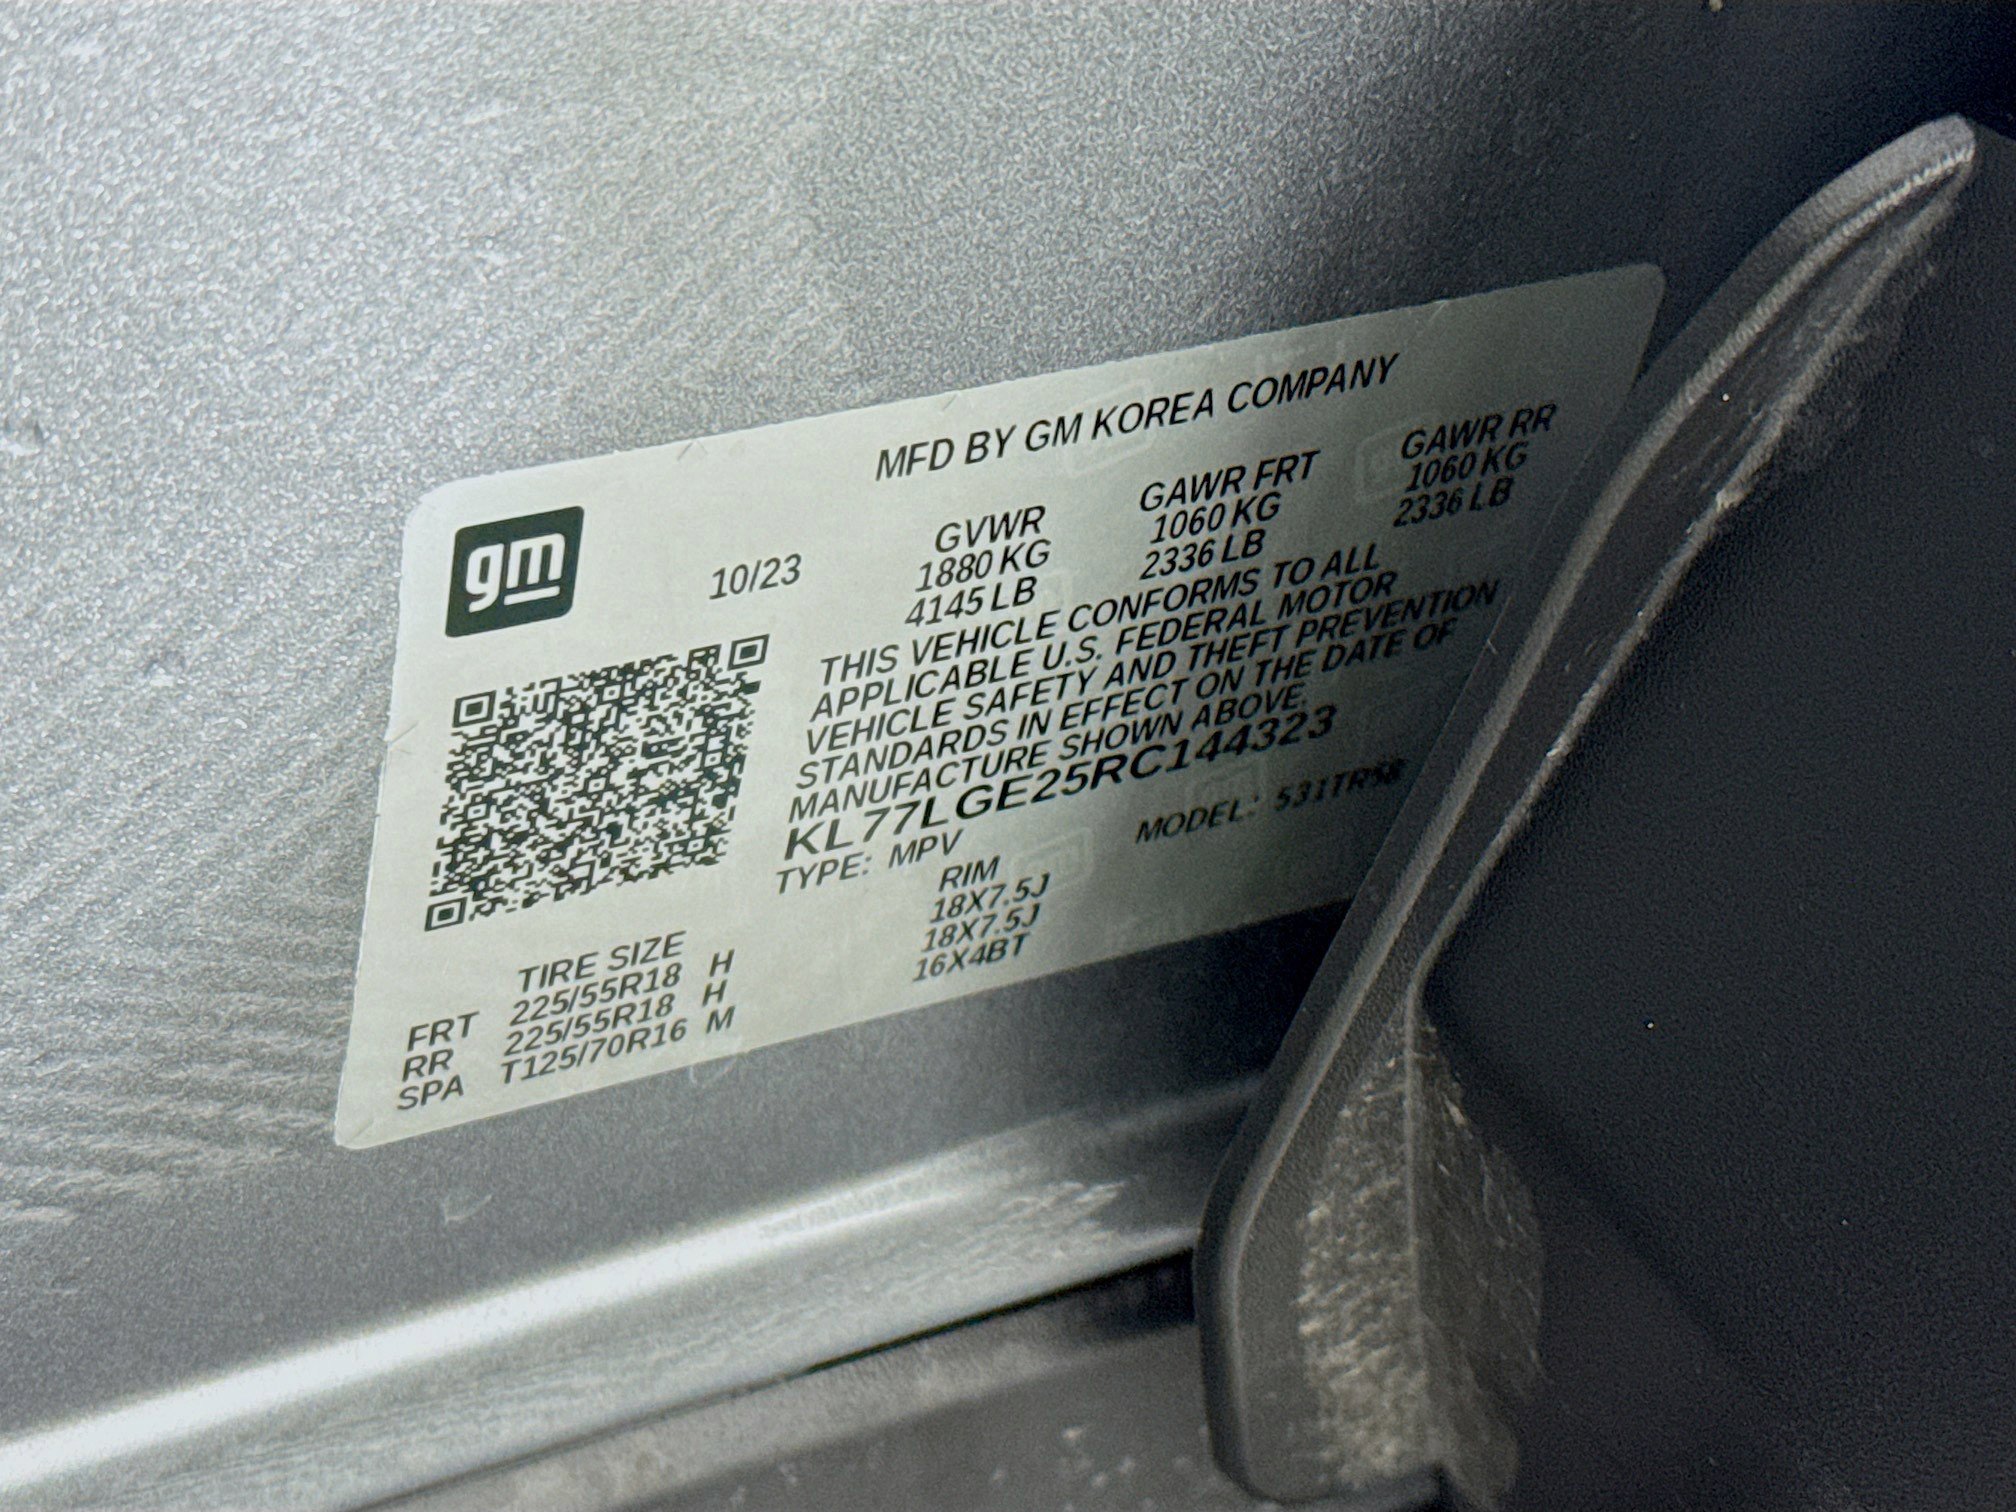 MFD BY GM KOREA COMPANY
gm
10/23
GVWR GAWR FRT GAWR RR
1880 KG 1060 KG 1060 KG
4145 LB 2336 LB 2336 LB
THIS VEHICLE CONFORMS TO ALL
APPLICABLE U.S. FEDERAL MOTOR
VEHICLE SAFETY AND THEFT PREVENTION
STANDARDS IN EFFECT ON THE DATE OF
MANUFACTURE SHOWN ABOVE.
KL77LGE25RC144323
TYPE: MPV MODEL:
TIRE SIZE RIM
FRT 225/55R18 H 18X7.5J
RR 225/55R18 H 18X7.5J
SPA T125/70R16 M 16X4BT